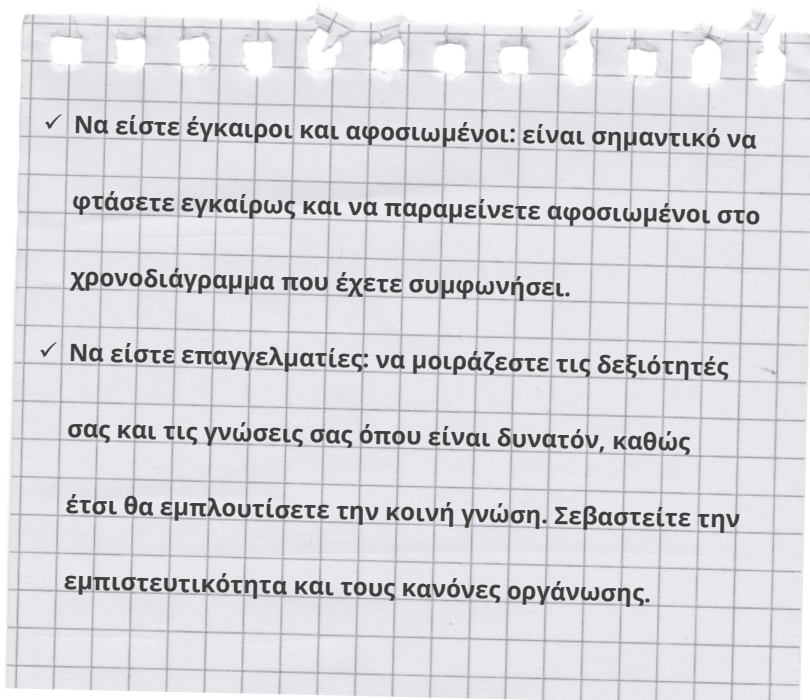 ✓ Να είστε έγκαιροι και αφοσιωμένοι: είναι σημαντικό να
φτάσετε εγκαίρως και να παραμείνετε αφοσιωμένοι στο
χρονοδιάγραμμα που έχετε συμφωνήσει.
✓ Να είστε επαγγελματίες: να μοιράζεστε τις δεξιότητές
σας και τις γνώσεις σας όπου είναι δυνατόν, καθώς
έτσι θα εμπλουτίσετε την κοινή γνώση. Σεβαστείτε την
εμπιστευτικότητα και τους κανόνες οργάνωσης.